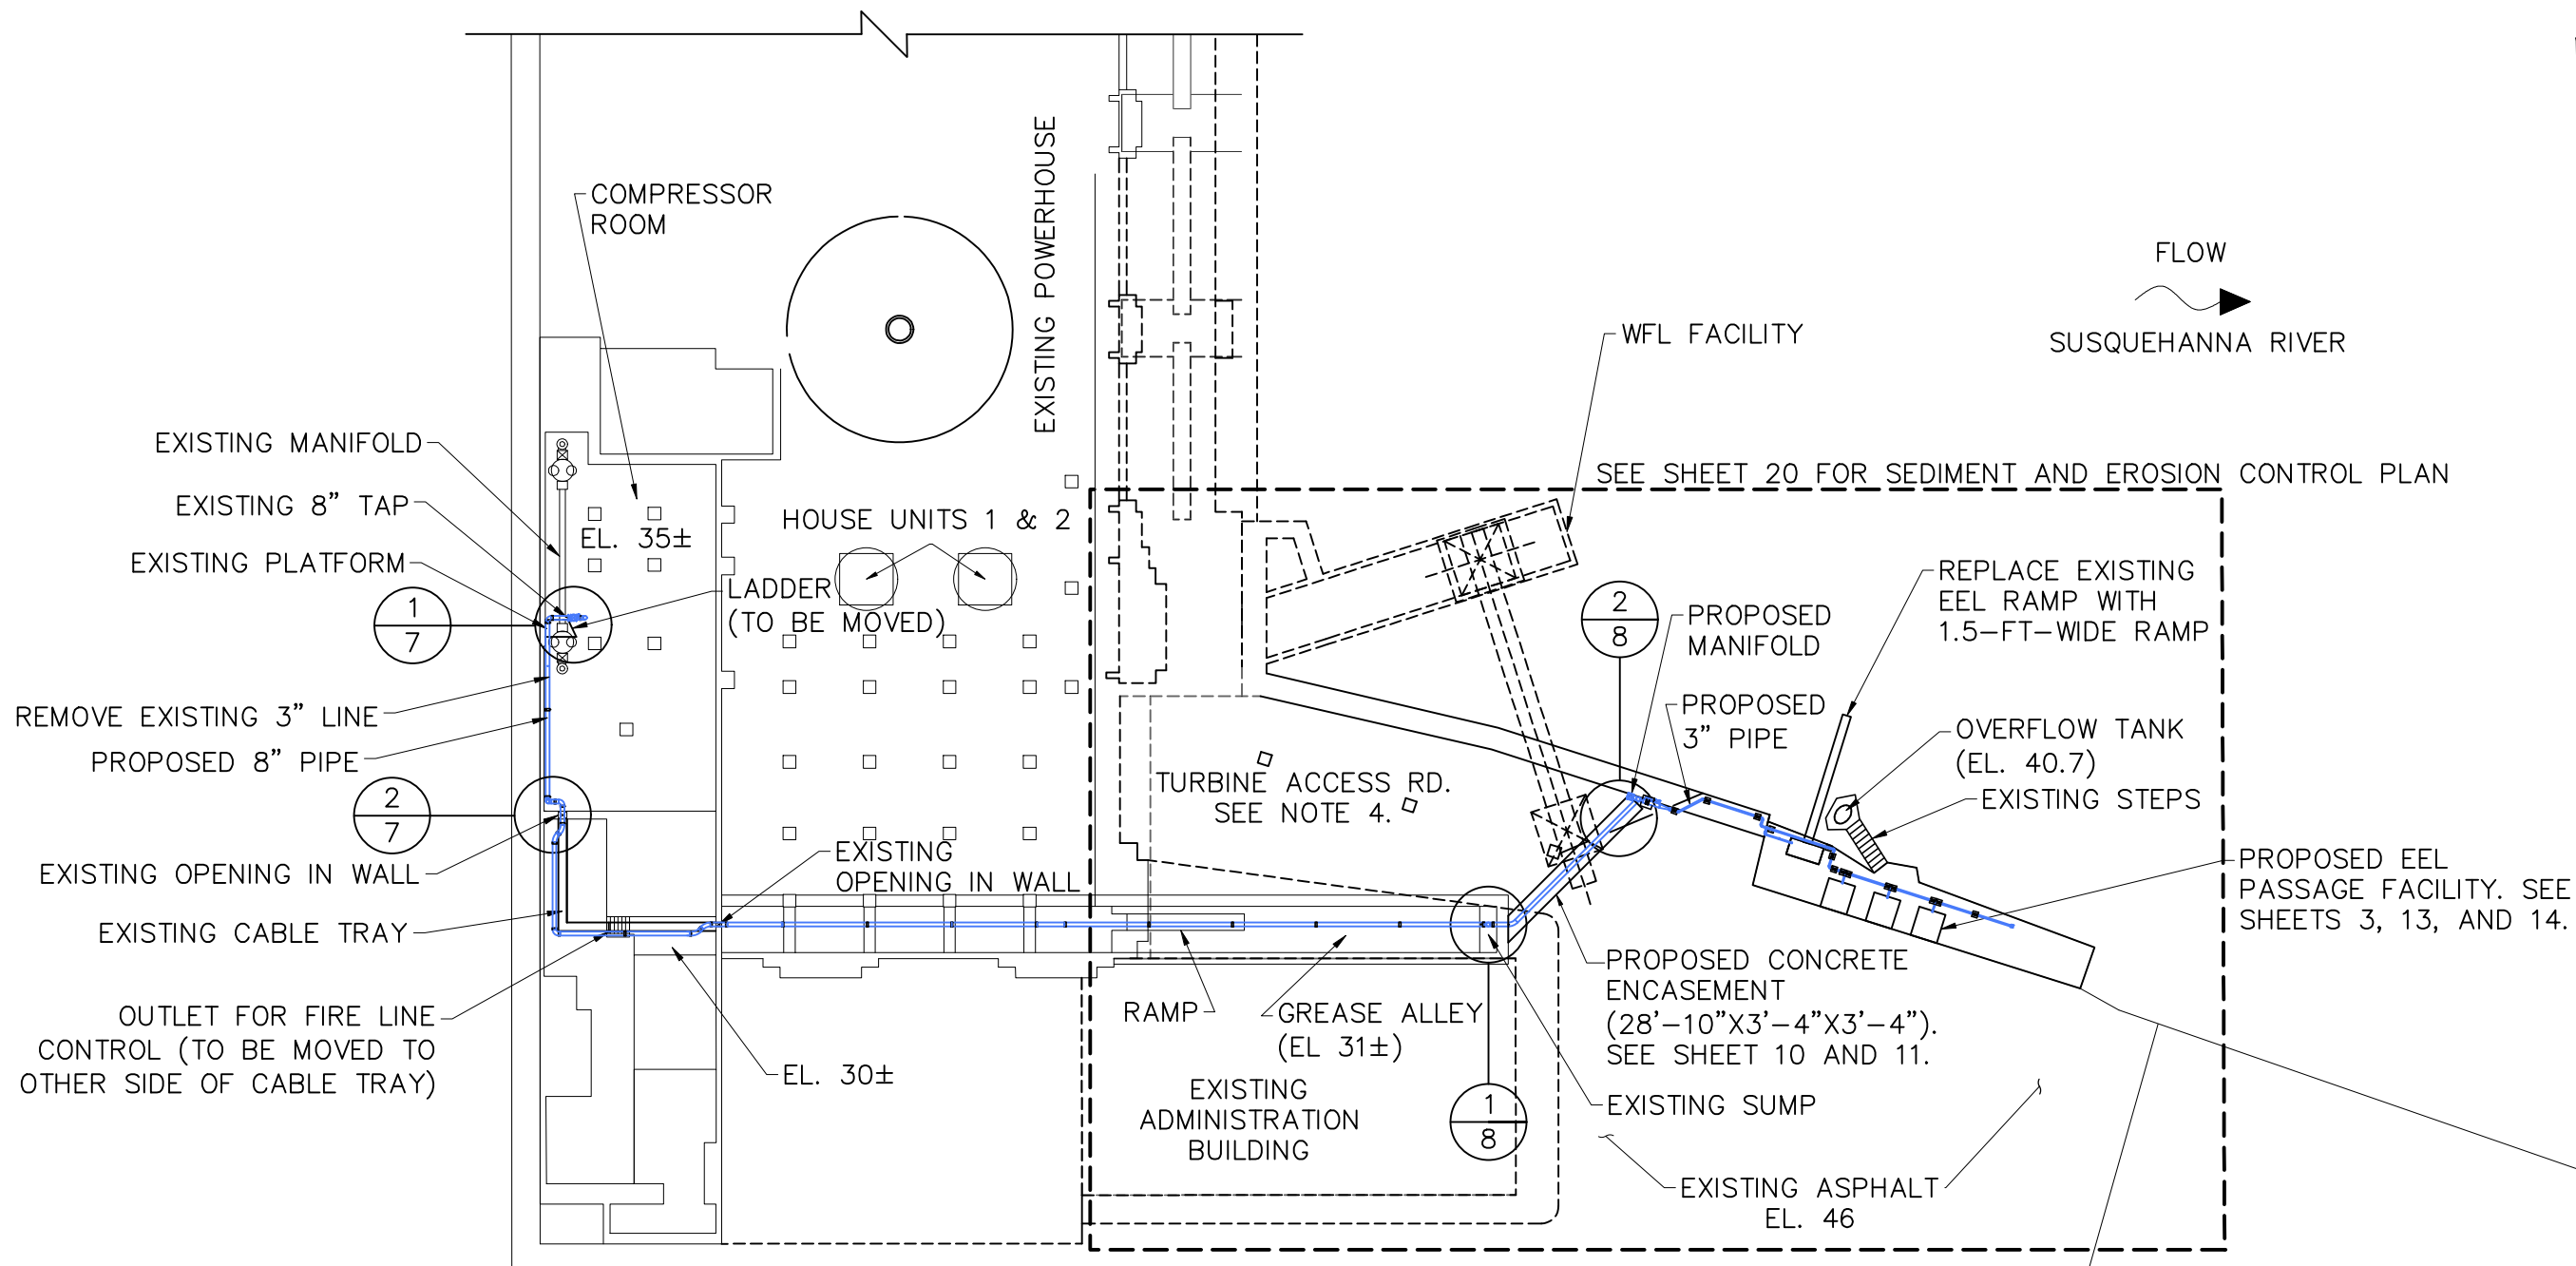 COMPRESSOR
ROOM
EXISTING POWERHOUSE
FLOW
SUSQUEHANNA RIVER
WFL FACILITY
EXISTING MANIFOLD
EXISTING 8" TAP
EXISTING PLATFORM
1
7
REMOVE EXISTING 3" LINE
PROPOSED 8" PIPE
2
7
EXISTING OPENING IN WALL
EXISTING CABLE TRAY
OUTLET FOR FIRE LINE
CONTROL (TO BE MOVED TO
OTHER SIDE OF CABLE TRAY)
EL. 35±
HOUSE UNITS 1 & 2
LADDER
(TO BE MOVED)
EXISTING
OPENING IN WALL
EL. 30±
SEE SHEET 20 FOR SEDIMENT AND EROSION CONTROL PLAN
TURBINE ACCESS RD.
SEE NOTE 4.
2
8
PROPOSED
MANIFOLD
PROPOSED
3" PIPE
REPLACE EXISTING
EEL RAMP WITH
1.5-FT-WIDE RAMP
OVERFLOW TANK
(EL. 40.7)
EXISTING STEPS
PROPOSED EEL
PASSAGE FACILITY. SEE
SHEETS 3, 13, AND 14.
RAMP
GREASE ALLEY
(EL 31±)
PROPOSED CONCRETE
ENCASEMENT
(28'-10"X3'-4"X3'-4").
SEE SHEET 10 AND 11.
EXISTING
ADMINISTRATION
BUILDING
1
8
EXISTING SUMP
EXISTING ASPHALT
EL. 46